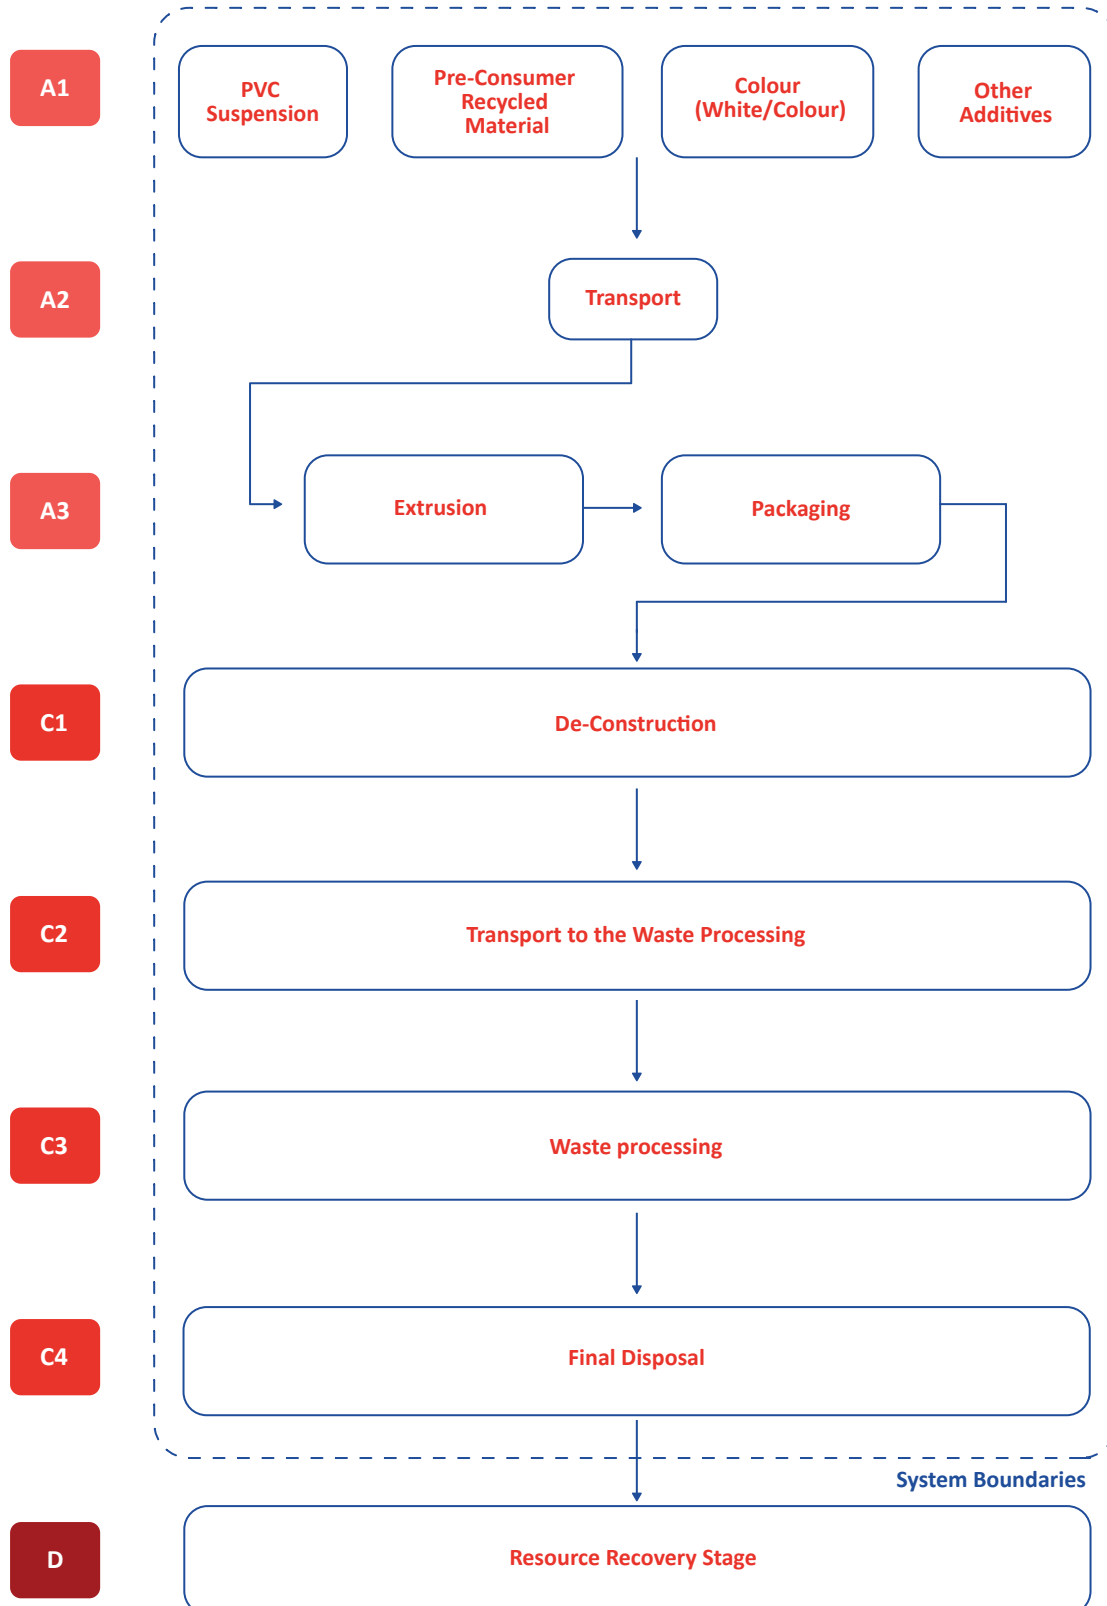 A1
PVC
Suspension
Pre-Consumer
Recycled
Material
Colour
(White/Colour)
Other
Additives
A2
Transport
A3
Extrusion
Packaging
C1
De-Construction
C2
Transport to the Waste Processing
C3
Waste processing
C4
Final Disposal
System Boundaries
D
Resource Recovery Stage